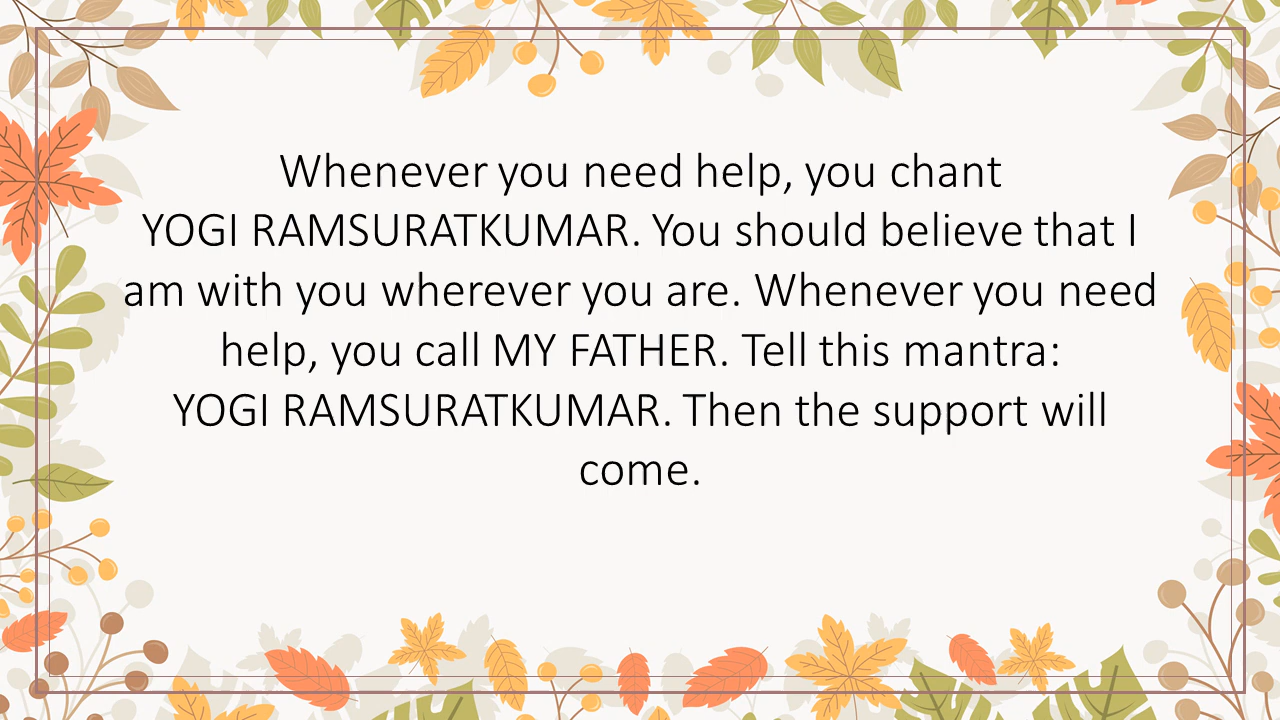 Whenever you need help, you chant
YOGI RAMSURATKUMAR. You should believe that I
am with you wherever you are. Whenever you need
help, you call MY FATHER. Tell this mantra:
YOGI RAMSURATKUMAR. Then the support will
come.